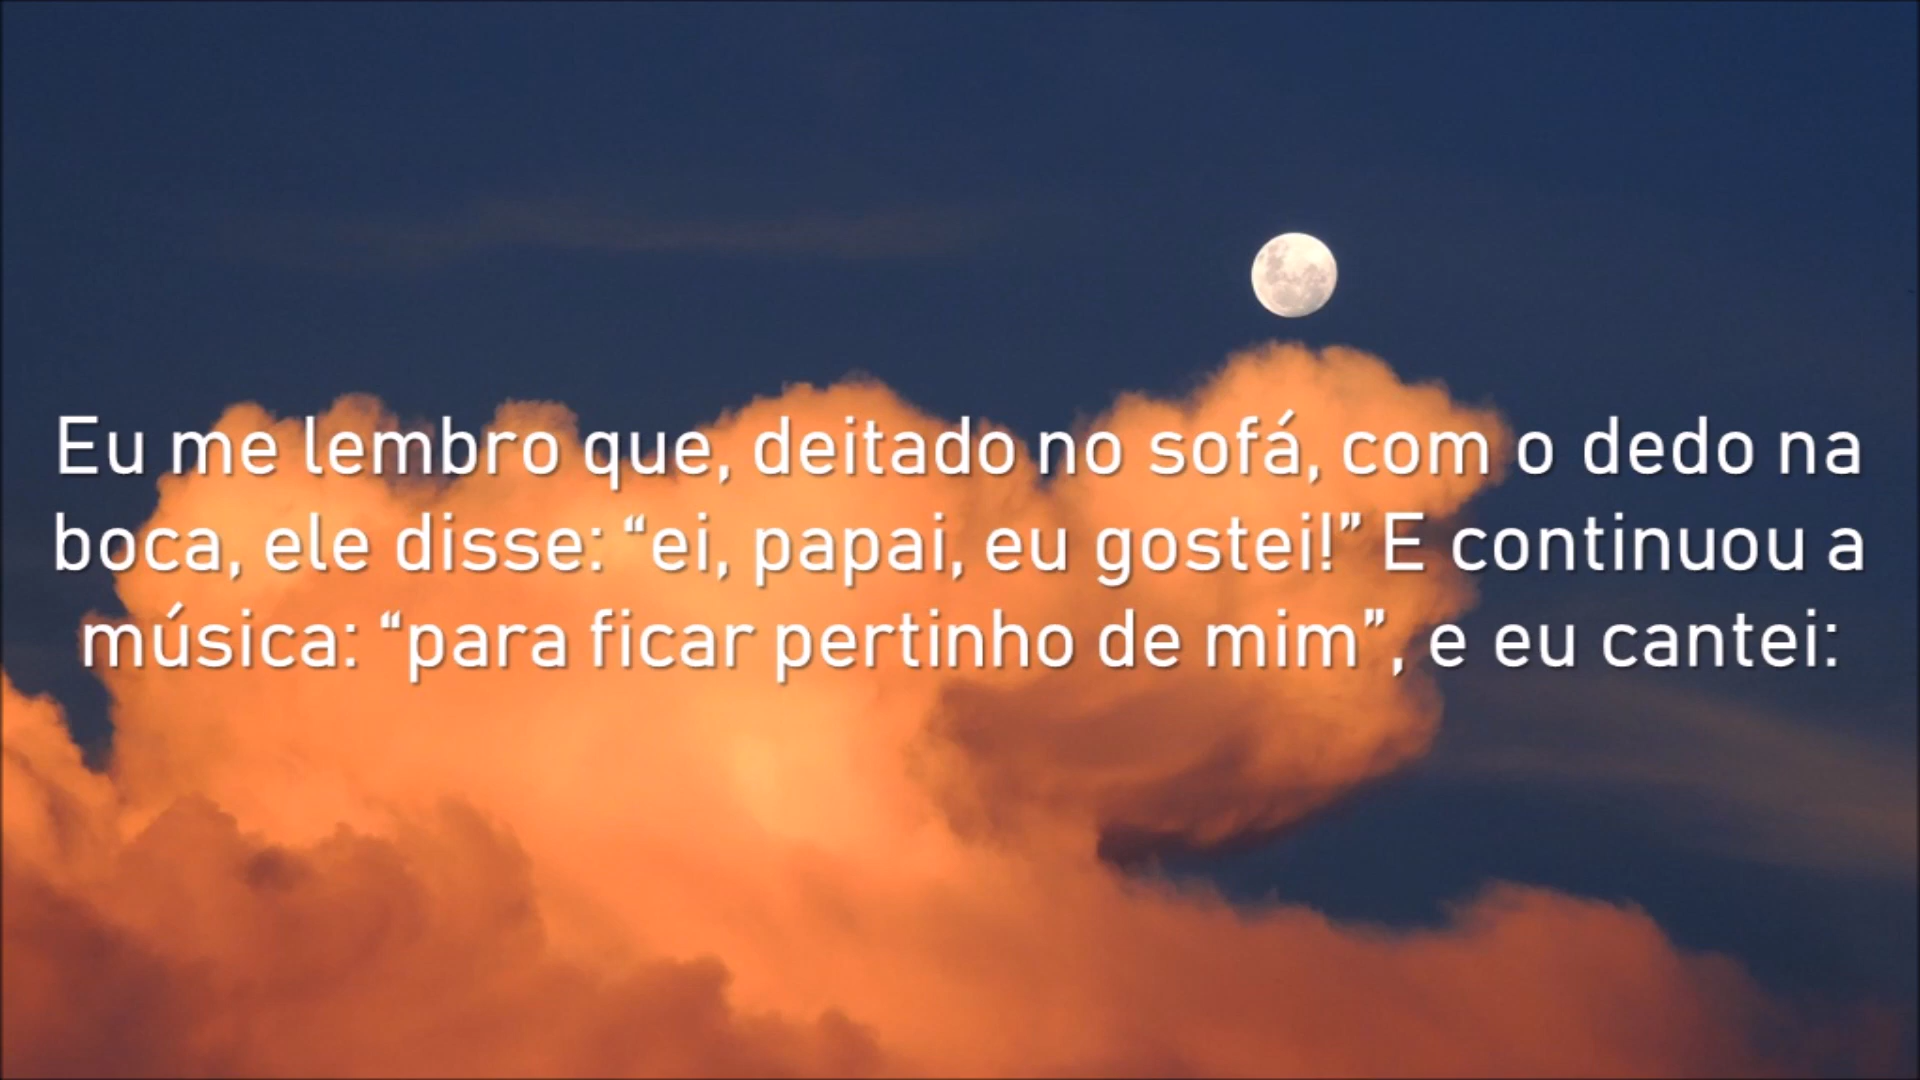 Eu me lembro que, deitado no sofá, com o dedo na
boca, ele disse: “ei, papai, eu gostei!” E continuou a
música: “para ficar pertinho de mim”, e eu cantei: